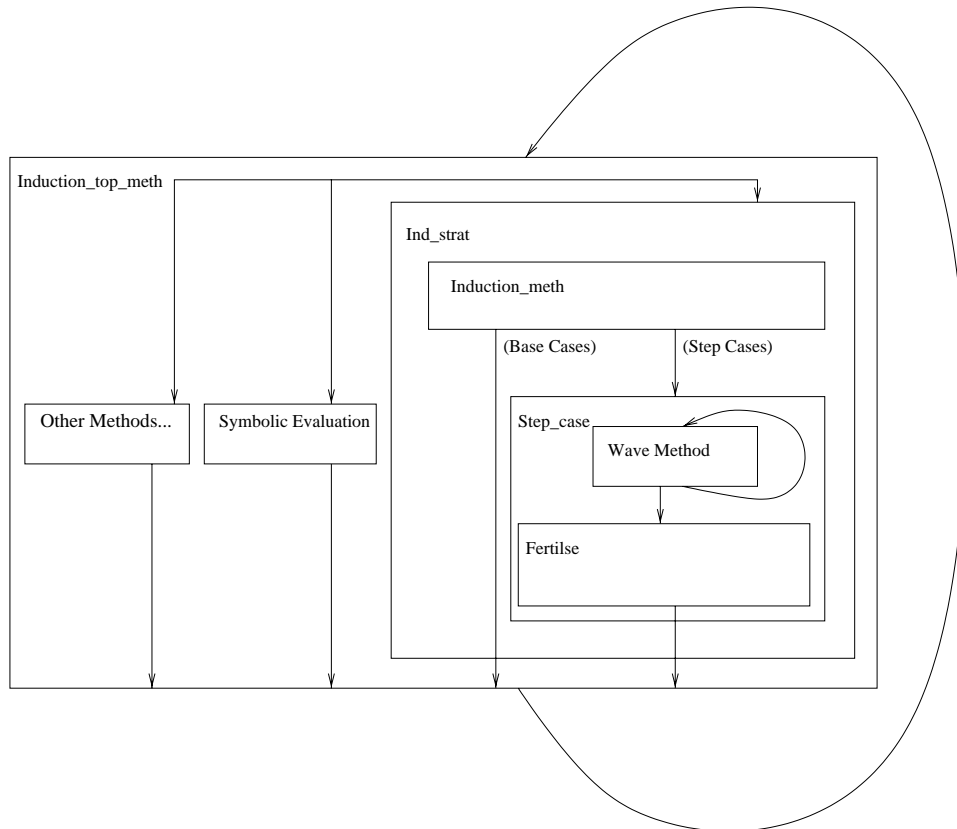 Induction_top_meth
Ind_strat
Induction_meth
(Base Cases)
(Step Cases)
Other Methods...
Symbolic Evaluation
Step_case
Wave Method
Fertilse